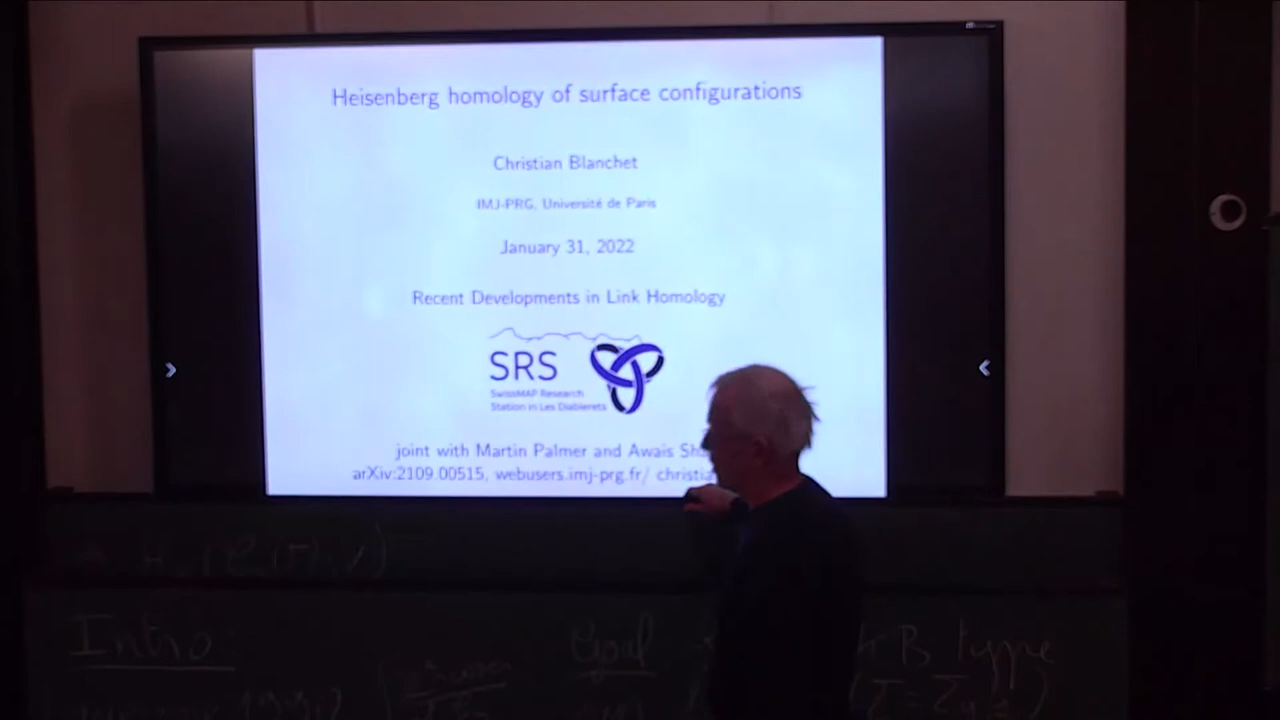 Heisenberg homology of surface configurations
Christian Blanchet
IMJ-PRG, Université de Paris
January 31, 2022
Recent Developments in Link Homology
SRS
SwissMAP Research
Station in Les Diablerets
joint with Martin Palmer and Awais
arXiv:2109.00515, webusers.imj-prg.fr/
Intro
Goal
B type